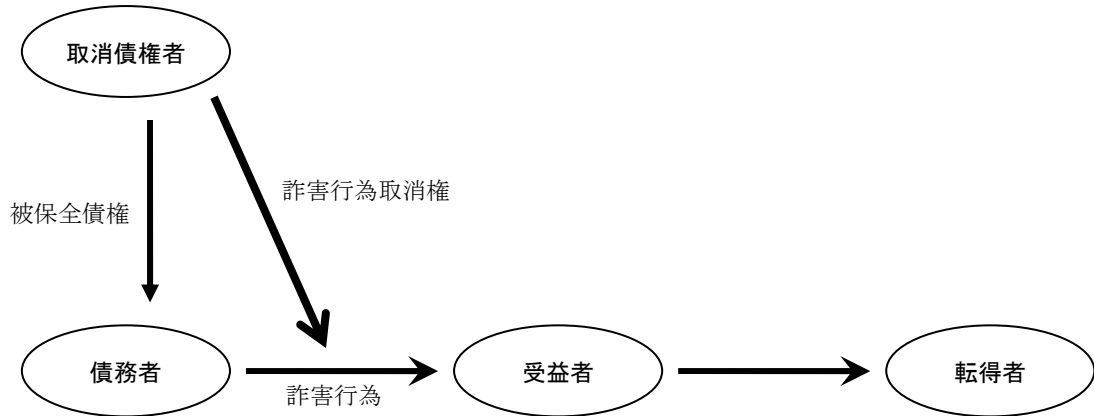 取消債権者
詐害行為取消権
被保全債権
債務者
詐害行為
受益者
転得者